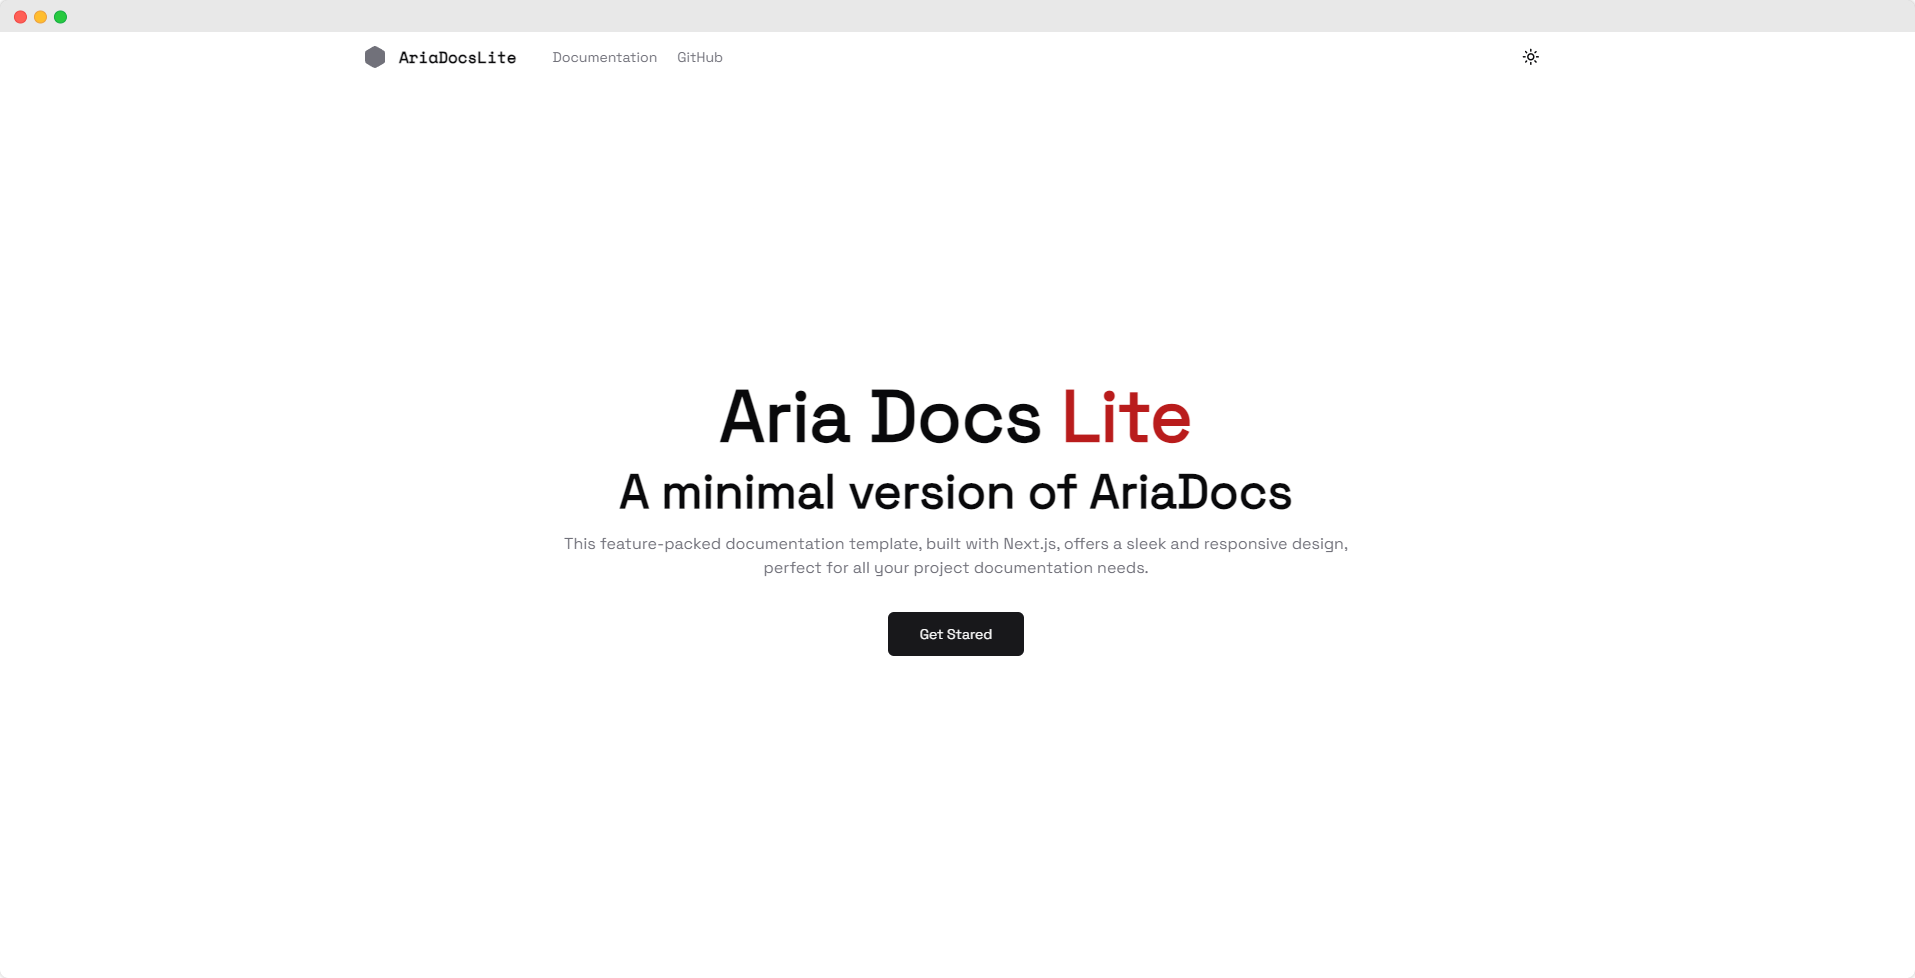 AriaDocsLite Documentation GitHub
Aria Docs Lite
A minimal version of AriaDocs
This feature-packed documentation template, built with Next.js, offers a sleek and responsive design,
perfect for all your project documentation needs.
Get Stared